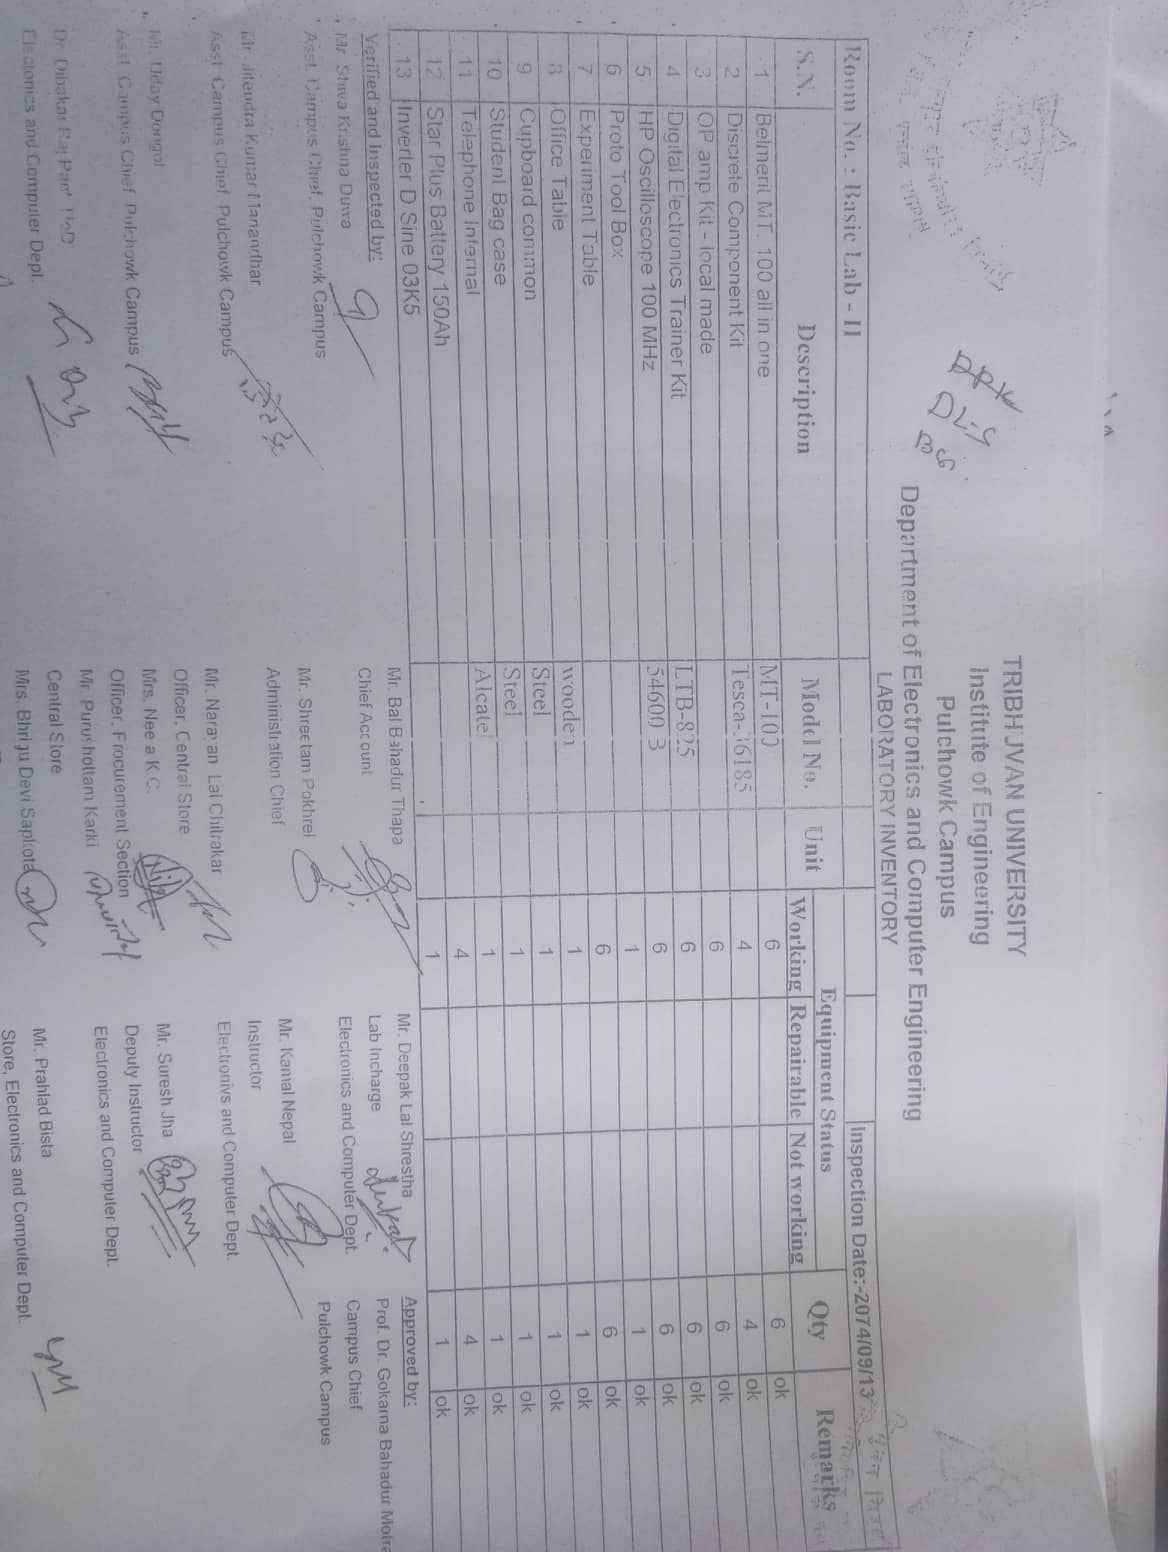 TRIBHUVAN UNIVERSITY
Institute of Engineering
Pulchowk Campus
Department of Electronics and Computer Engineering
LABORATORY INVENTORY
DL-5
Room No. : Basic Lab - II Inspection Date:-2074/09/13
S.N. Description Model No. Unit Equipment Status Qty Remarks
Working Repairable Not working
1 Belmerit MT. 100 all in one MT-100 6 6 ok
2 Discrete Component Kit Tesca-36185 4 4 ok
3 OP amp Kit - local made 6 6 ok
4 Digital Electronics Trainer Kit LTB-825 6 6 ok
5 HP Oscilloscope 100 MHz 54600 B 6 6 ok
6 Proto Tool Box 1 1 ok
7 Experiment Table 6 6 ok
8 Office Table wooden 1 1 ok
9 Cupboard common Steel 1 1 ok
10 Student Bag case Steel 1 1 ok
11 Telephone Internal Alcatel 1 1 ok
12 Star Plus Battery 150Ah 4 4 ok
13 Inverter D Sine 03K5 1 1 ok
Verified and Inspected by:
Mr. Shiva Krishna Duwa
Asst. Campus Chief, Pulchowk Campus
Mr. Jitendra Kumar Manandhar
Asst. Campus Chief, Pulchowk Campus
Mr. Uday Dongol
Asst. Campus Chief, Pulchowk Campus
Dr. Dibakar Raj Pant, HoD
Electonics and Computer Dept.
Mr. Bal Bahadur Thapa
Chief Account
Mr. Shreetam Pokhrel
Administration Chief
Mr. Narayan Lal Chitrakar
Officer, Central Store
Mrs. Neela K.C.
Officer, Procurement Section
Mr. Purushottam Karki
Central Store
Mrs. Bhrigu Devi Sapkota
Mr. Deepak Lal Shrestha
Lab Incharge
Electronics and Computer Dept.
Mr. Kamal Nepal
Instructor
Electronivs and Computer Dept.
Mr. Suresh Jha
Deputy Instructor
Electronics and Computer Dept.
Mr. Prahlad Bista
Store, Electronics and Computer Dept.
Approved by:
Prof. Dr. Gokarna Bahadur Motra
Campus Chief
Pulchowk Campus